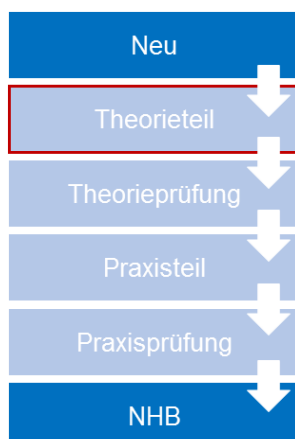 Neu
Theorieteil
Theorieprüfung
Praxisteil
Praxisprüfung
NHB